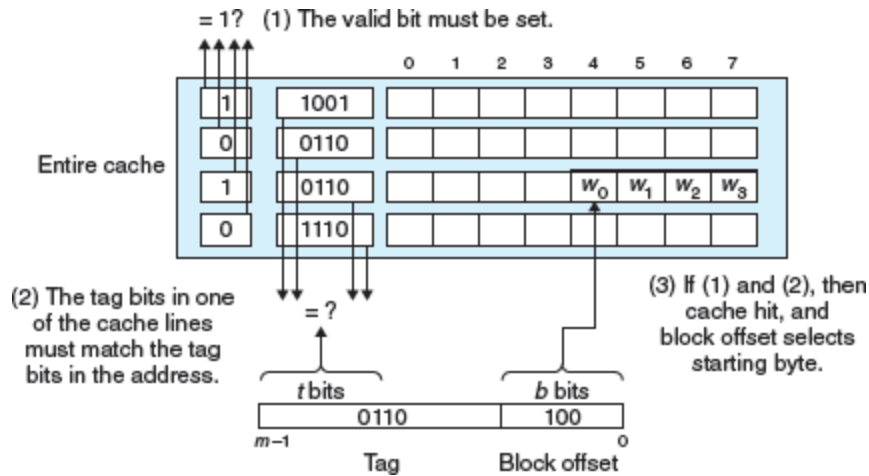 = 1? (1) The valid bit must be set.
0 1 2 3 4 5 6 7
1 1001
0 0110
Entire cache
1 0110 w0 w1 w2 w3
0 1110
(2) The tag bits in one
of the cache lines
must match the tag
bits in the address.
= ?
(3) If (1) and (2), then
cache hit, and
block offset selects
starting byte.
t bits b bits
0110 100
m–1 0
Tag Block offset